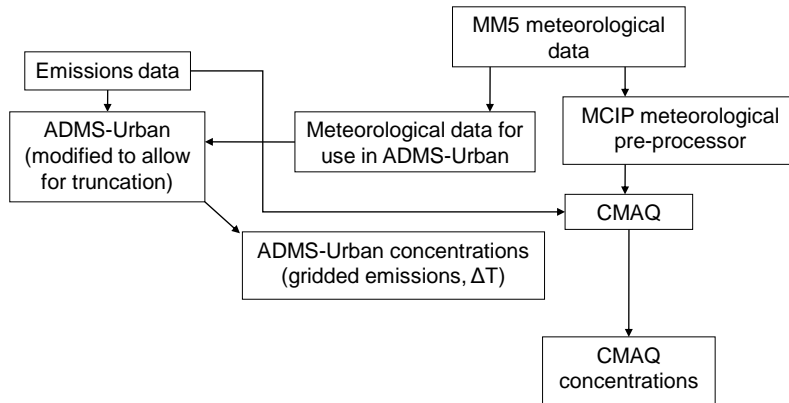 MM5 meteorological
data
Emissions data
ADMS-Urban
(modified to allow
for truncation)
Meteorological data for
use in ADMS-Urban
MCIP meteorological
pre-processor
CMAQ
ADMS-Urban concentrations
(gridded emissions, ΔT)
CMAQ
concentrations